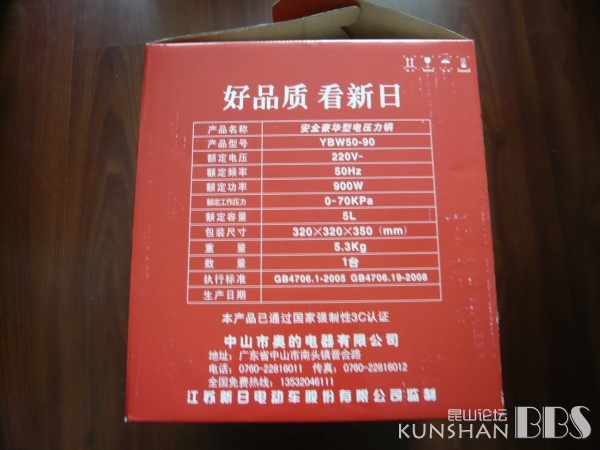 好品质 看新日
产品名称 安全豪华型电压力锅
产品型号 YBW50-90
额定电压 220V~
额定频率 50Hz
额定功率 900W
额定工作压力 0-70KPa
额定容量 5L
包装尺寸 320×320×350 (mm)
重量 5.3Kg
数量 1台
执行标准 GB4706.1-2005 GB4706.19-2008
生产日期
本产品已通过国家强制性3C认证
中山市奥的电器有限公司
地址：广东省中山市南头镇晋合路
电话：0760-22816011 传真：0760-22816012
全国免费热线：13532046111
江苏新日电动车股份有限公司监制
昆山论坛
KUNSHAN BBS